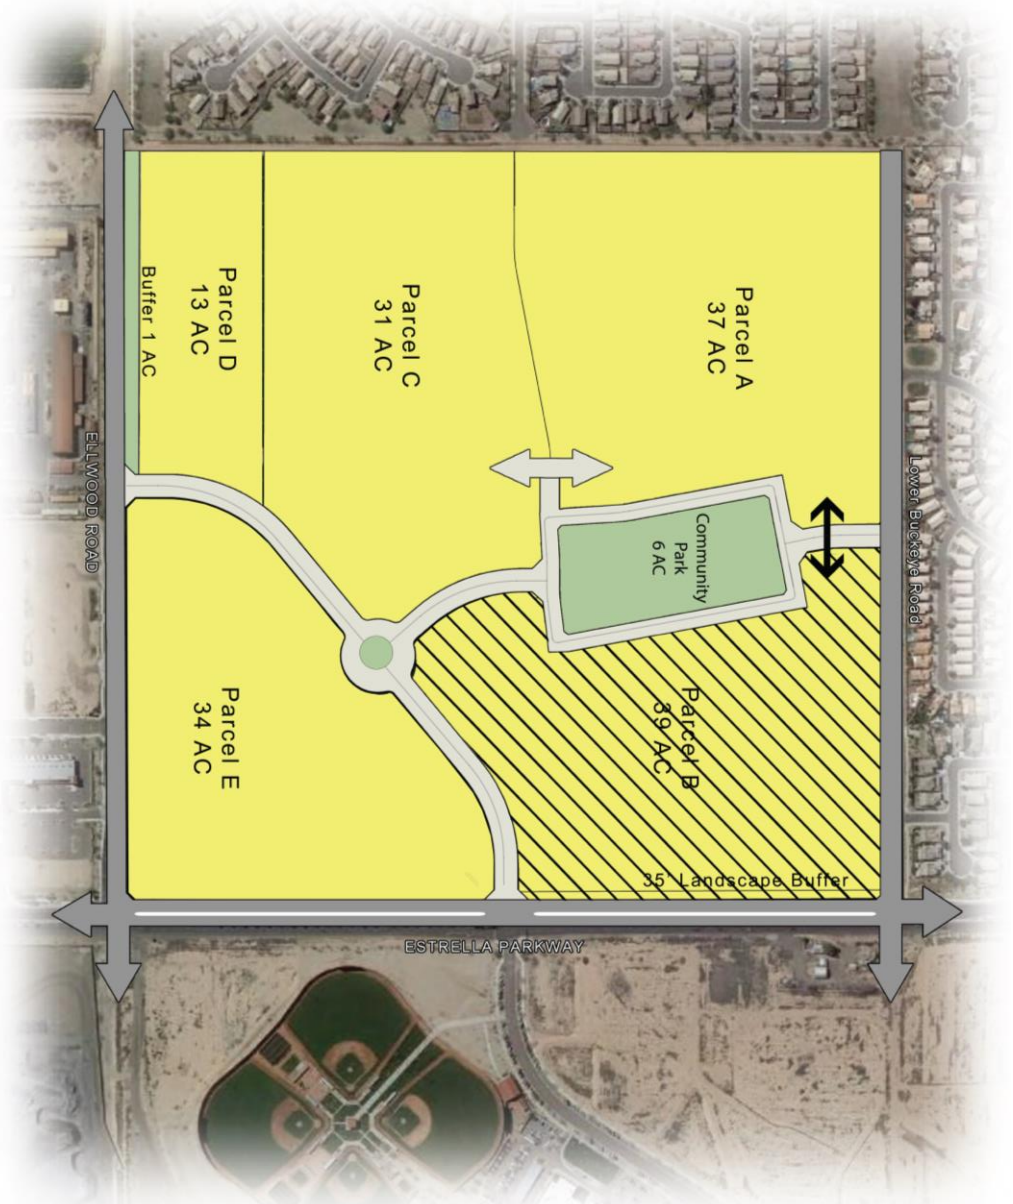 Parcel A
37 AC
Parcel C
31 AC
Parcel D
13 AC
Buffer 1 AC
Community
Park
6 AC
Lower Buckeye Road
ELLWOOD ROAD
Parcel B
39 AC
Parcel E
34 AC
35' Landscape Buffer
ESTRELLA PARKWAY